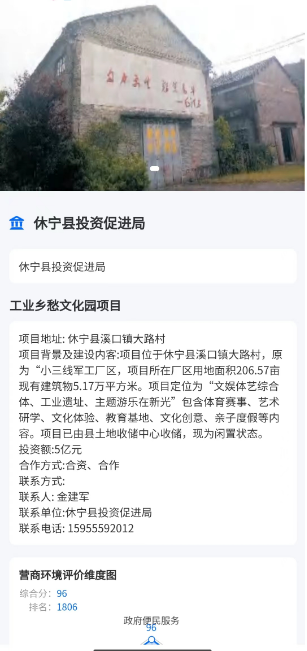 休宁县投资促进局
休宁县投资促进局
工业乡愁文化园项目
项目地址: 休宁县溪口镇大路村
项目背景及建设内容:项目位于休宁县溪口镇大路村，原
为“小三线军工厂区，项目所在厂区用地面积206.57亩
现有建筑物5.17万平方米。项目定位为“文娱体艺综合
体、工业遗址、主题游乐在新光”包含体育赛事、艺术
研学、文化体验、教育基地、文化创意、亲子度假等内
容。项目已由县土地收储中心收储，现为闲置状态。
投资额:5亿元
合作方式:合资、合作
联系方式:
联系人: 金建军
联系单位:休宁县投资促进局
联系电话: 15955592012
营商环境评价维度图
综合分: 96
排名: 1806
政府便民服务
96